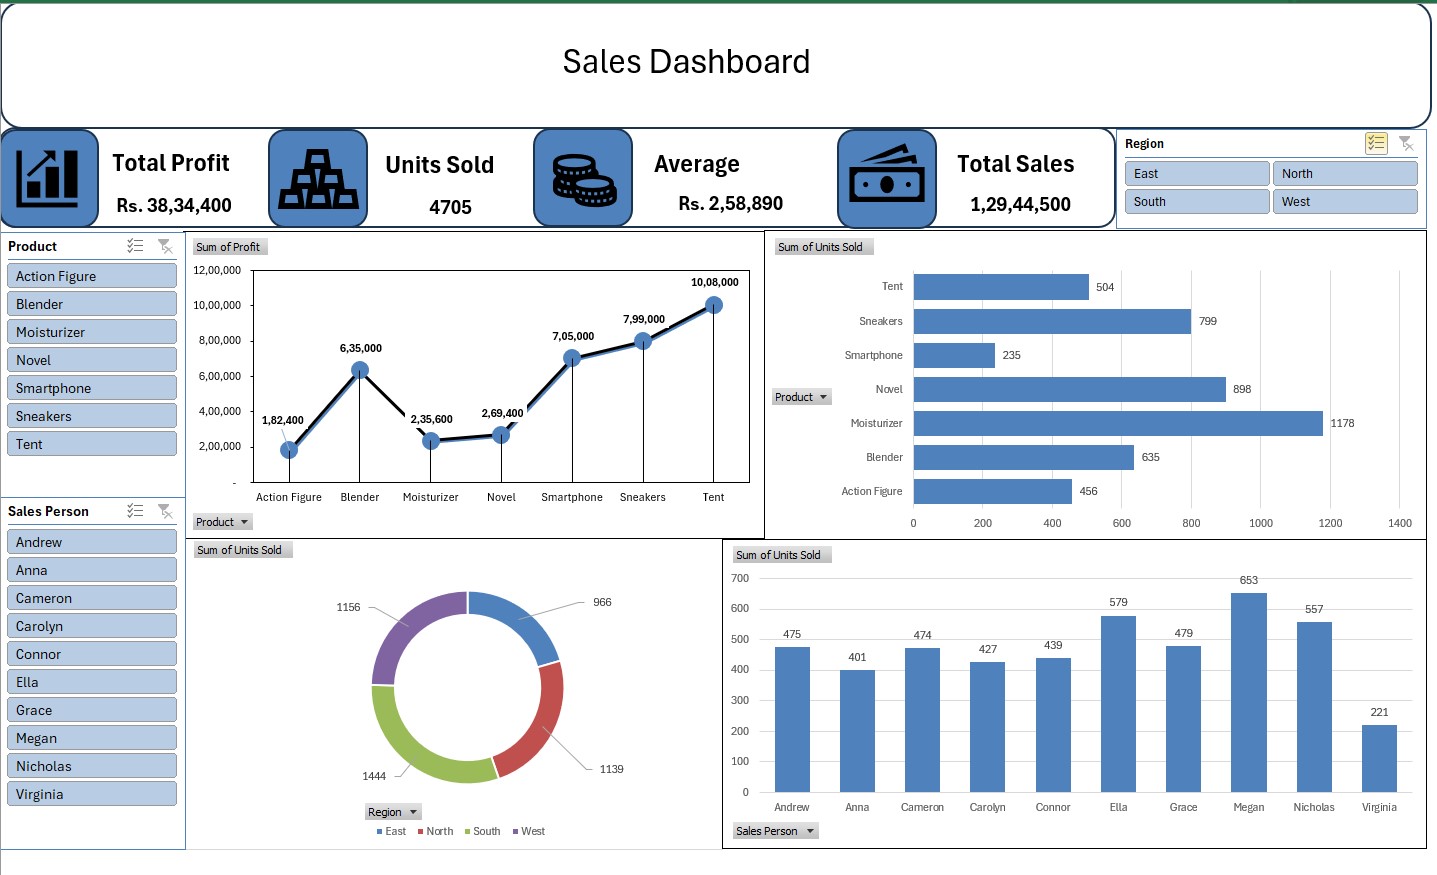 Sales Dashboard
Total Profit
Rs. 38,34,400
Units Sold
4705
Average
Rs. 2,58,890
Total Sales
1,29,44,500
Region
East
North
South
West
Product
Action Figure
Blender
Moisturizer
Novel
Smartphone
Sneakers
Tent
Sales Person
Andrew
Anna
Cameron
Carolyn
Connor
Ella
Grace
Megan
Nicholas
Virginia
Sum of Profit
12,00,000
10,00,000
8,00,000
6,00,000
4,00,000
2,00,000
-
1,82,400
6,35,000
2,35,600
2,69,400
7,05,000
7,99,000
10,08,000
Action Figure
Blender
Moisturizer
Novel
Smartphone
Sneakers
Tent
Product
Sum of Units Sold
Product
Tent 504
Sneakers 799
Smartphone 235
Novel 898
Moisturizer 1178
Blender 635
Action Figure 456
0 200 400 600 800 1000 1200 1400
Sum of Units Sold
1156
966
1444
1139
Region
East North South West
Sum of Units Sold
700
600
500
400
300
200
100
0
475
401
474
427
439
579
479
653
557
221
Andrew
Anna
Cameron
Carolyn
Connor
Ella
Grace
Megan
Nicholas
Virginia
Sales Person